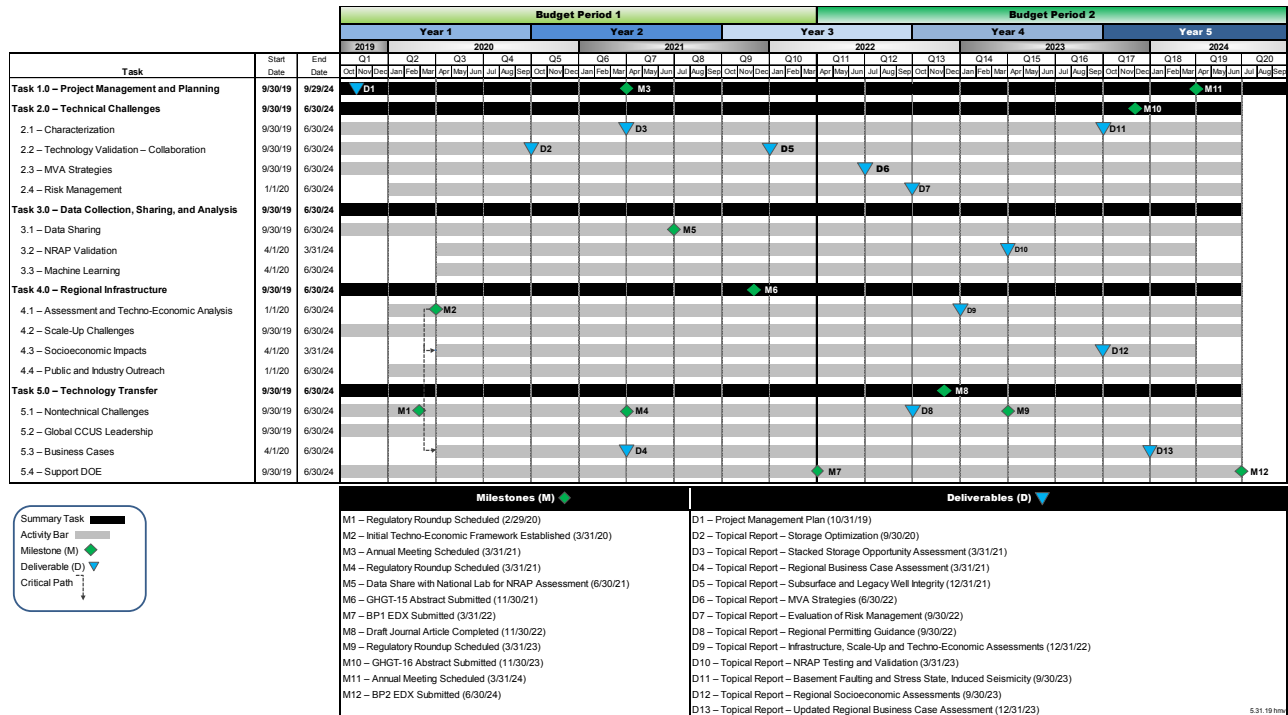 Budget Period 1 Budget Period 2
Year 1 Year 2 Year 3 Year 4 Year 5
2019 2020 2021 2022 2023 2024
Start End Q1 Q2 Q3 Q4 Q5 Q6 Q7 Q8 Q9 Q10 Q11 Q12 Q13 Q14 Q15 Q16 Q17 Q18 Q19 Q20
Task Date Date Oct Nov Dec Jan Feb Mar Apr May Jun Jul Aug Sep Oct Nov Dec Jan Feb Mar Apr May Jun Jul Aug Sep Oct Nov Dec Jan Feb Mar Apr May Jun Jul Aug Sep Oct Nov Dec Jan Feb Mar Apr May Jun Jul Aug Sep Oct Nov Dec Jan Feb Mar Apr May Jun Jul Aug Sep
Task 1.0 – Project Management and Planning 9/30/19 9/29/24 D1 M3 M11
Task 2.0 – Technical Challenges 9/30/19 6/30/24 M10
2.1 – Characterization 9/30/19 6/30/24 D3 D11
2.2 – Technology Validation – Collaboration 9/30/19 6/30/24 D2 D5
2.3 – MVA Strategies 9/30/19 6/30/24 D6
2.4 – Risk Management 1/1/20 6/30/24 D7
Task 3.0 – Data Collection, Sharing, and Analysis 9/30/19 6/30/24
3.1 – Data Sharing 9/30/19 6/30/24 M5
3.2 – NRAP Validation 4/1/20 3/31/24 D10
3.3 – Machine Learning 4/1/20 6/30/24
Task 4.0 – Regional Infrastructure 9/30/19 6/30/24 M6
4.1 – Assessment and Techno-Economic Analysis 1/1/20 6/30/24 M2 D9
4.2 – Scale-Up Challenges 9/30/19 6/30/24
4.3 – Socioeconomic Impacts 4/1/20 3/31/24 D12
4.4 – Public and Industry Outreach 1/1/20 6/30/24
Task 5.0 – Technology Transfer 9/30/19 6/30/24 M8
5.1 – Nontechnical Challenges 9/30/19 6/30/24 M1 M4 D8 M9
5.2 – Global CCUS Leadership 9/30/19 6/30/24
5.3 – Business Cases 4/1/20 6/30/24 D4 D13
5.4 – Support DOE 9/30/19 6/30/24 M7 M12
Summary Task
Activity Bar
Milestone (M)
Deliverable (D)
Critical Path
Milestones (M)
M1 – Regulatory Roundup Scheduled (2/29/20)
M2 – Initial Techno-Economic Framework Established (3/31/20)
M3 – Annual Meeting Scheduled (3/31/21)
M4 – Regulatory Roundup Scheduled (3/31/21)
M5 – Data Share with National Lab for NRAP Assessment (6/30/21)
M6 – GHGT-15 Abstract Submitted (11/30/21)
M7 – BP1 EDX Submitted (3/31/22)
M8 – Draft Journal Article Completed (11/30/22)
M9 – Regulatory Roundup Scheduled (3/31/23)
M10 – GHGT-16 Abstract Submitted (11/30/23)
M11 – Annual Meeting Scheduled (3/31/24)
M12 – BP2 EDX Submitted (6/30/24)
Deliverables (D)
D1 – Project Management Plan (10/31/19)
D2 – Topical Report – Storage Optimization (9/30/20)
D3 – Topical Report – Stacked Storage Opportunity Assessment (3/31/21)
D4 – Topical Report – Regional Business Case Assessment (3/31/21)
D5 – Topical Report – Subsurface and Legacy Well Integrity (12/31/21)
D6 – Topical Report – MVA Strategies (6/30/22)
D7 – Topical Report – Evaluation of Risk Management (9/30/22)
D8 – Topical Report – Regional Permitting Guidance (9/30/22)
D9 – Topical Report – Infrastructure, Scale-Up and Techno-Economic Assessments (12/31/22)
D10 – Topical Report – NRAP Testing and Validation (3/31/23)
D11 – Topical Report – Basement Faulting and Stress State, Induced Seismicity (9/30/23)
D12 – Topical Report – Regional Socioeconomic Assessments (9/30/23)
D13 – Topical Report – Updated Regional Business Case Assessment (12/31/23)
5.31.19